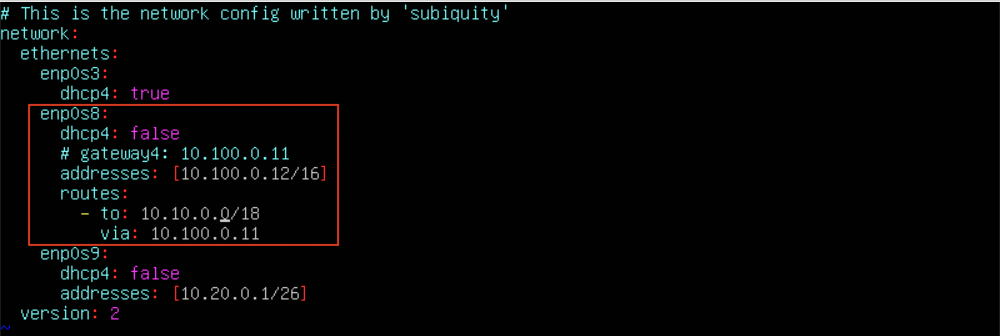 # This is the network config written by 'subiquity'
network:
  ethernets:
    enp0s3:
      dhcp4: true
    enp0s8:
      dhcp4: false
      # gateway4: 10.100.0.11
      addresses: [10.100.0.12/16]
      routes:
        - to: 10.10.0.0/18
          via: 10.100.0.11
    enp0s9:
      dhcp4: false
      addresses: [10.20.0.1/26]
  version: 2
~